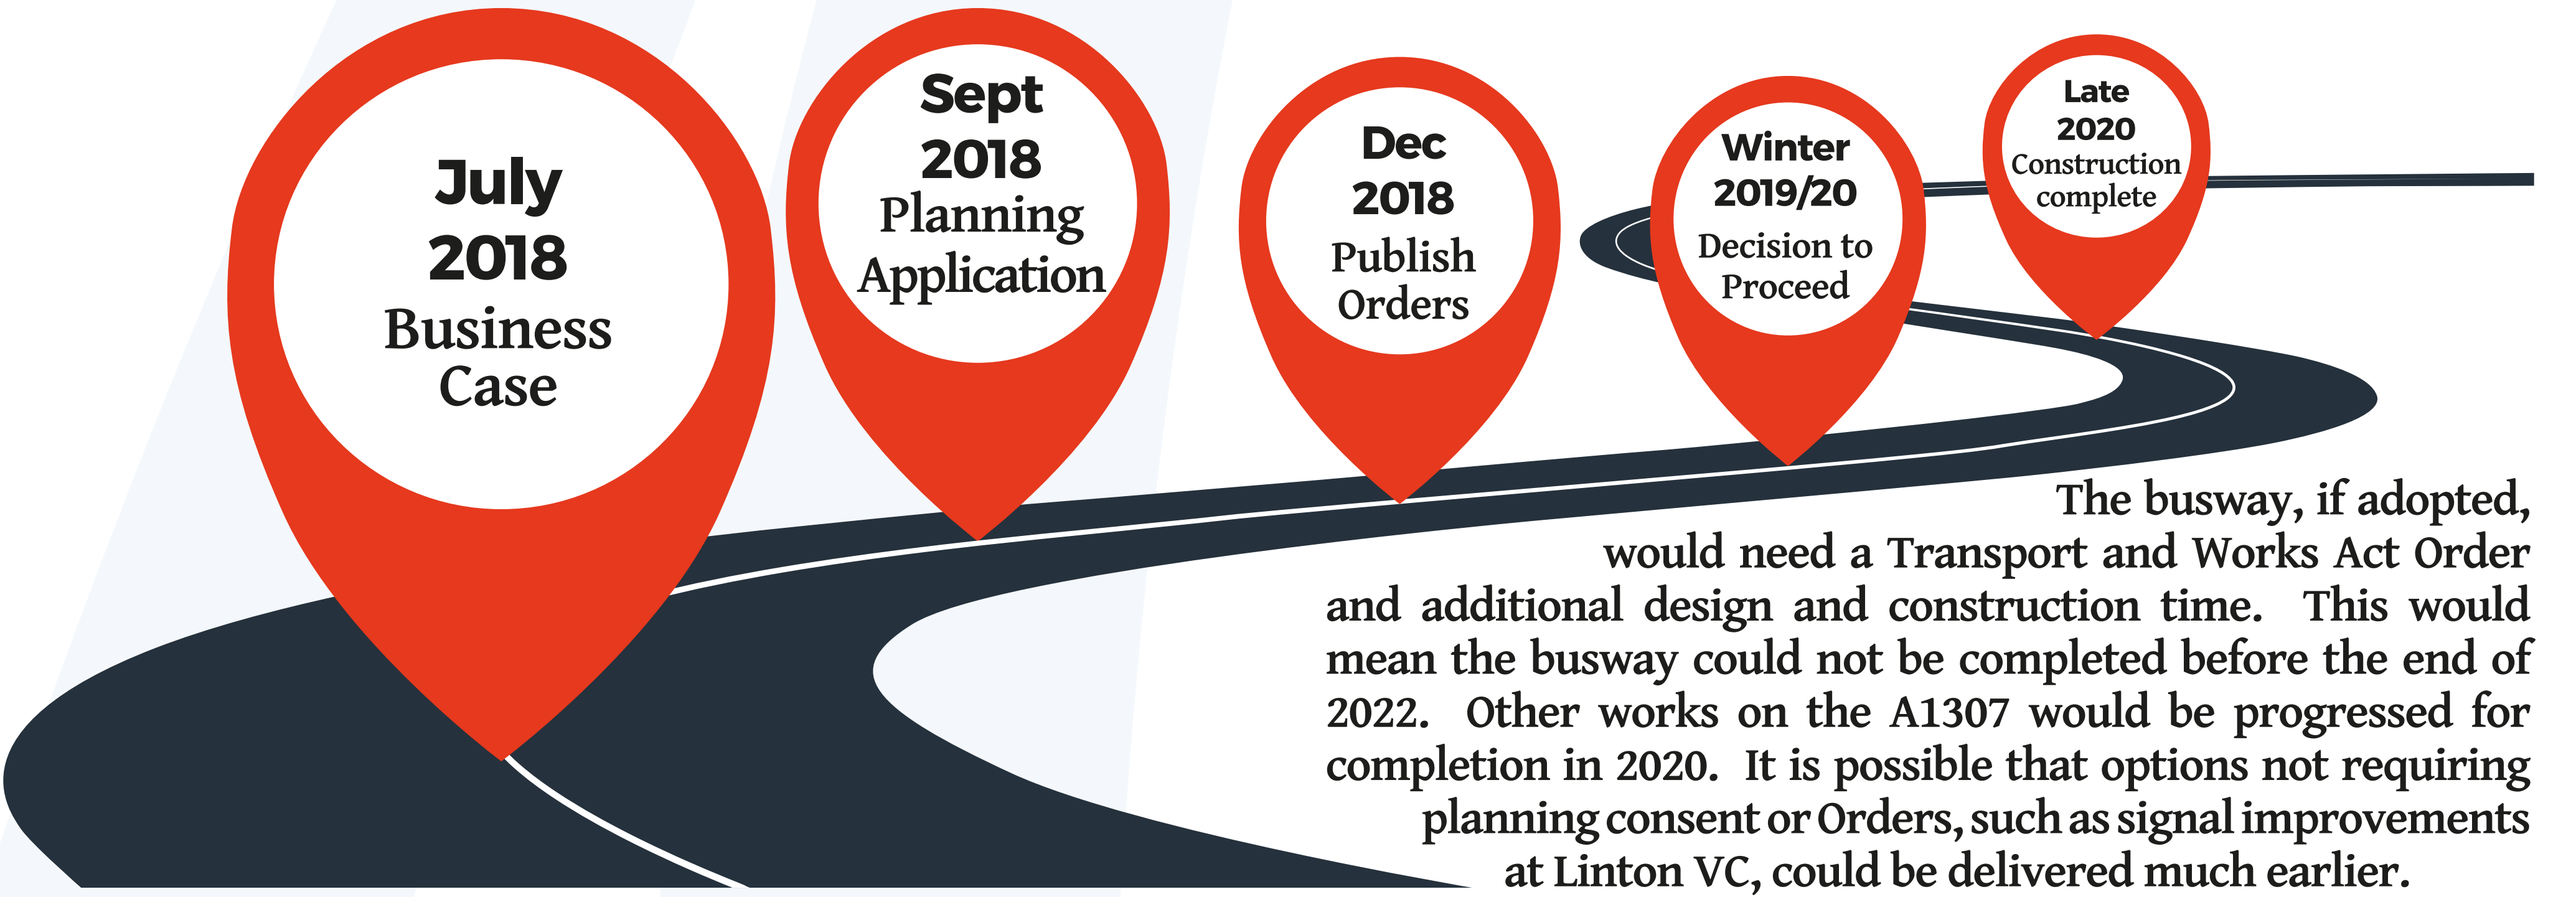 July
2018
Business
Case
Sept
2018
Planning
Application
Dec
2018
Publish
Orders
Winter
2019/20
Decision to
Proceed
Late
2020
Construction
complete
The busway, if adopted,
would need a Transport and Works Act Order
and additional design and construction time. This would
mean the busway could not be completed before the end of
2022. Other works on the A1307 would be progressed for
completion in 2020. It is possible that options not requiring
planning consent or Orders, such as signal improvements
at Linton VC, could be delivered much earlier.